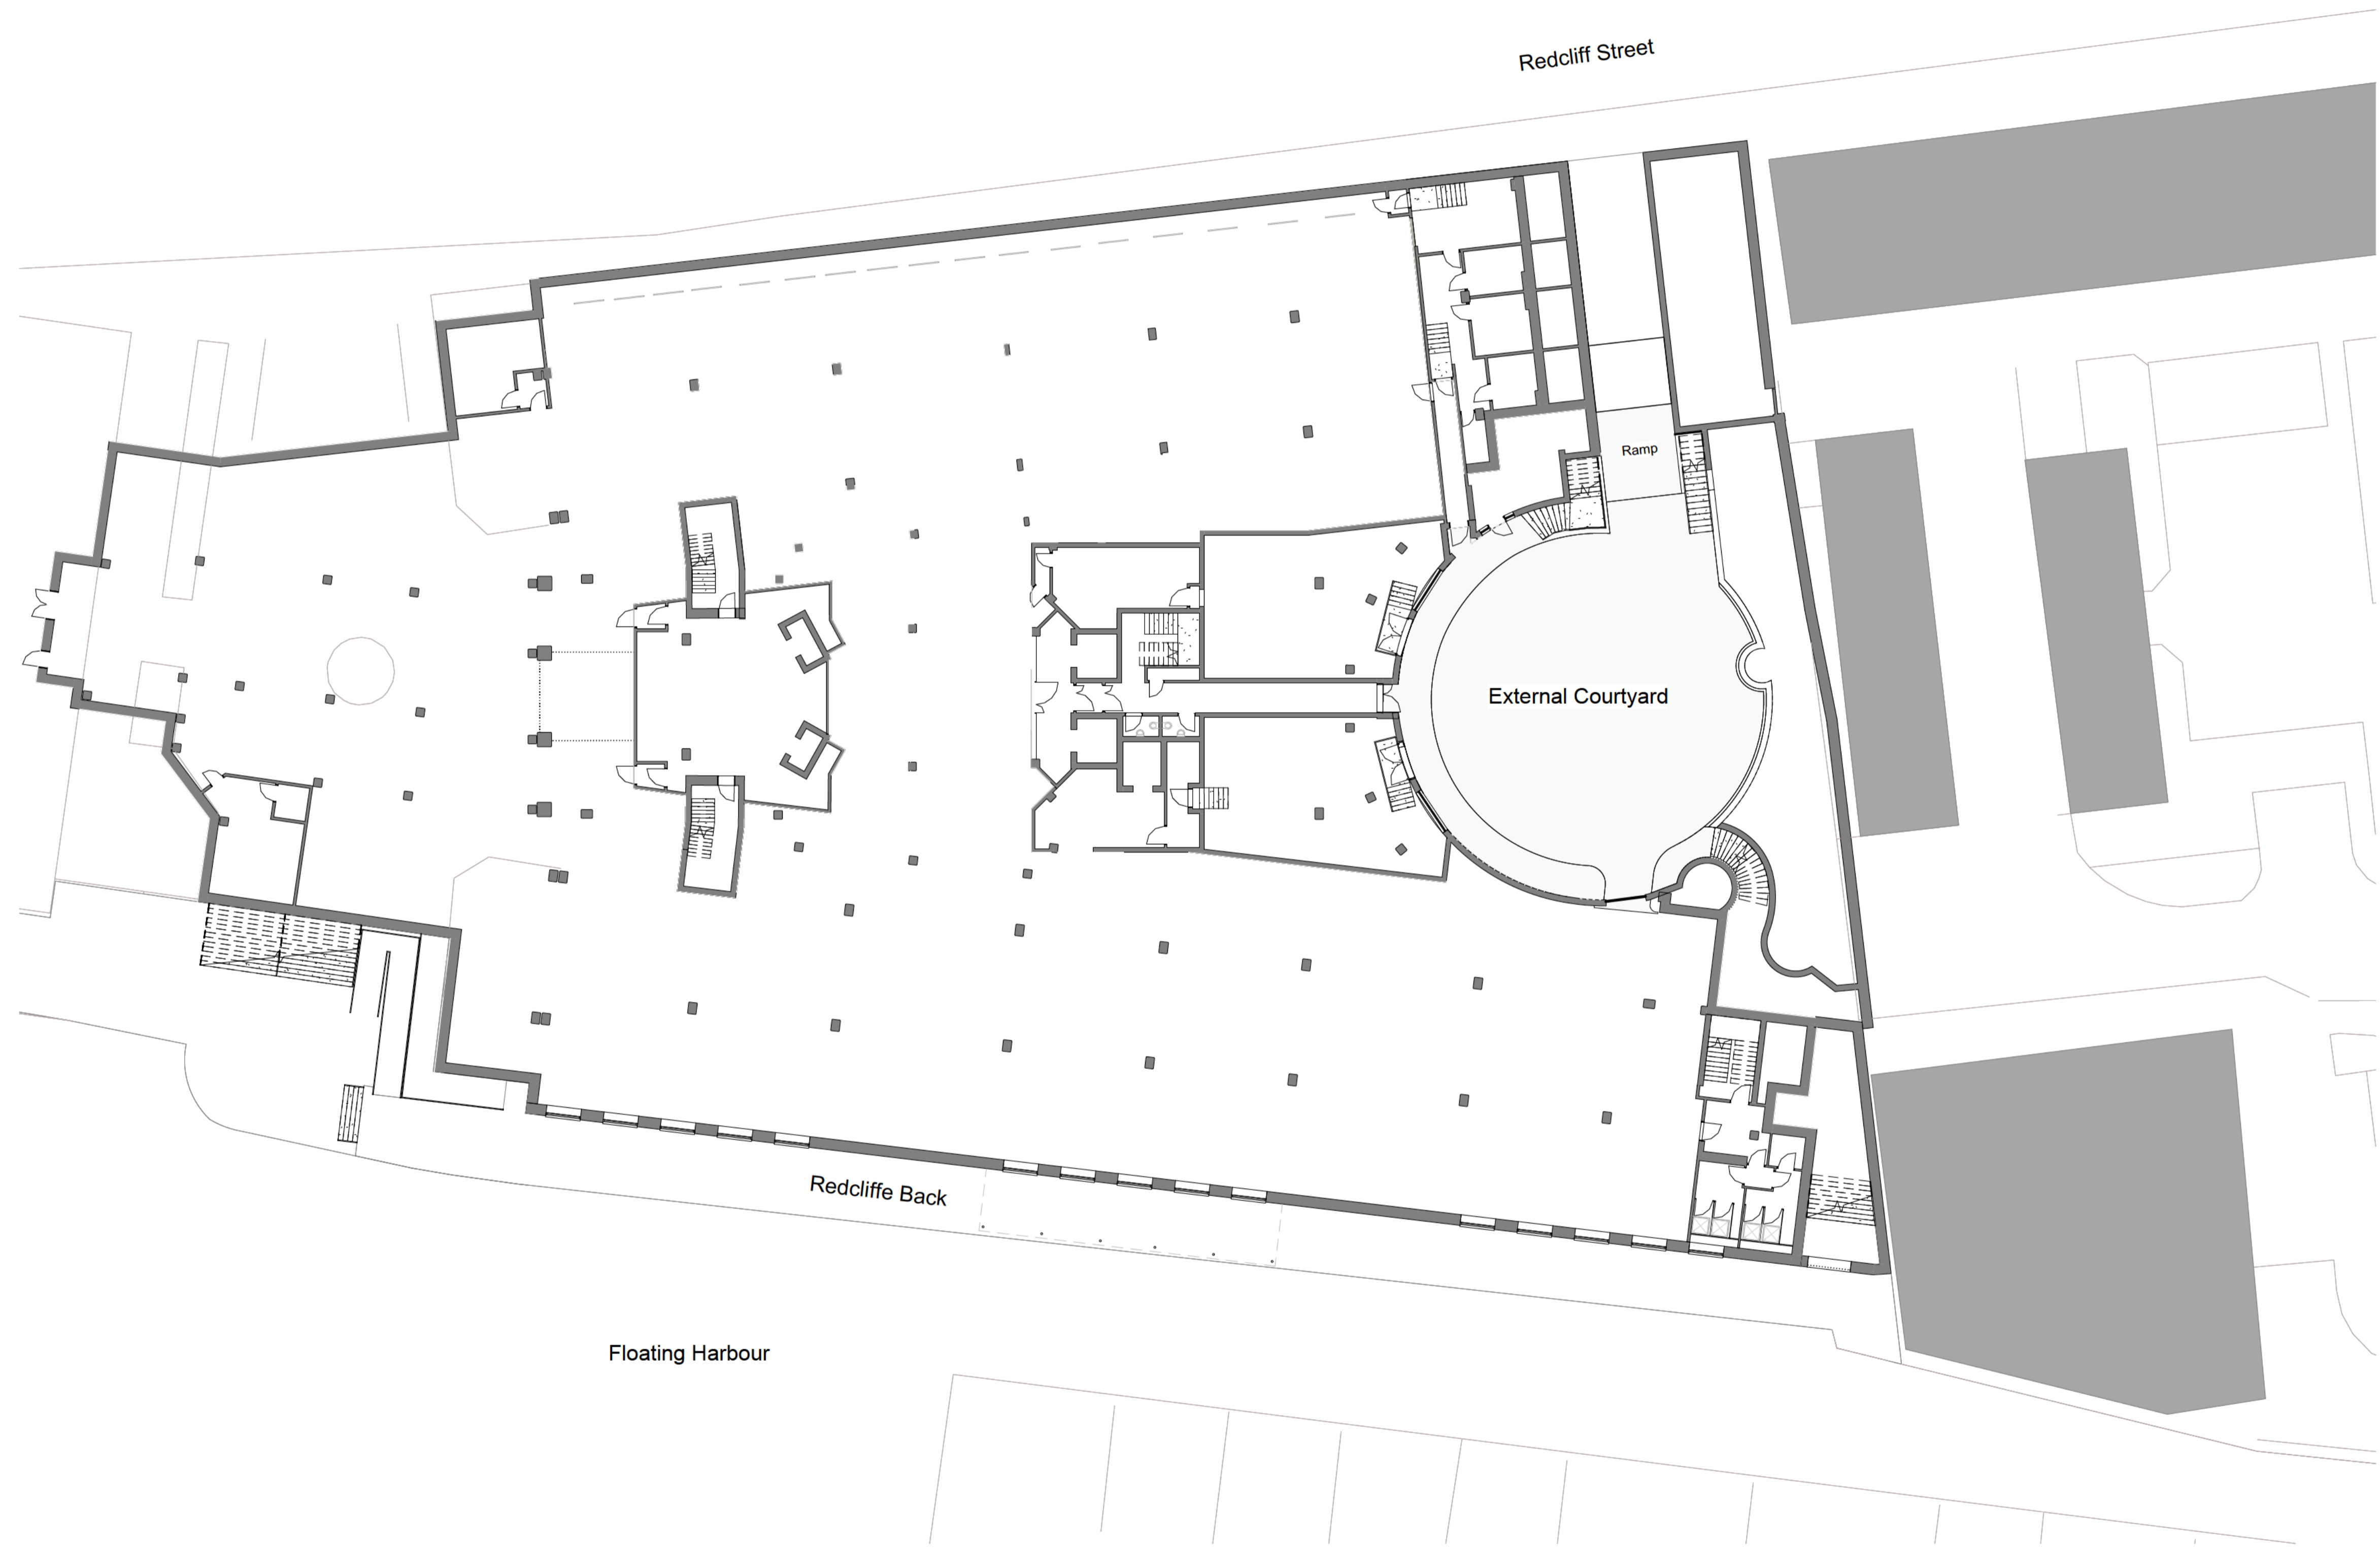 Redcliff Street
Ramp
External Courtyard
Redcliffe Back
Floating Harbour